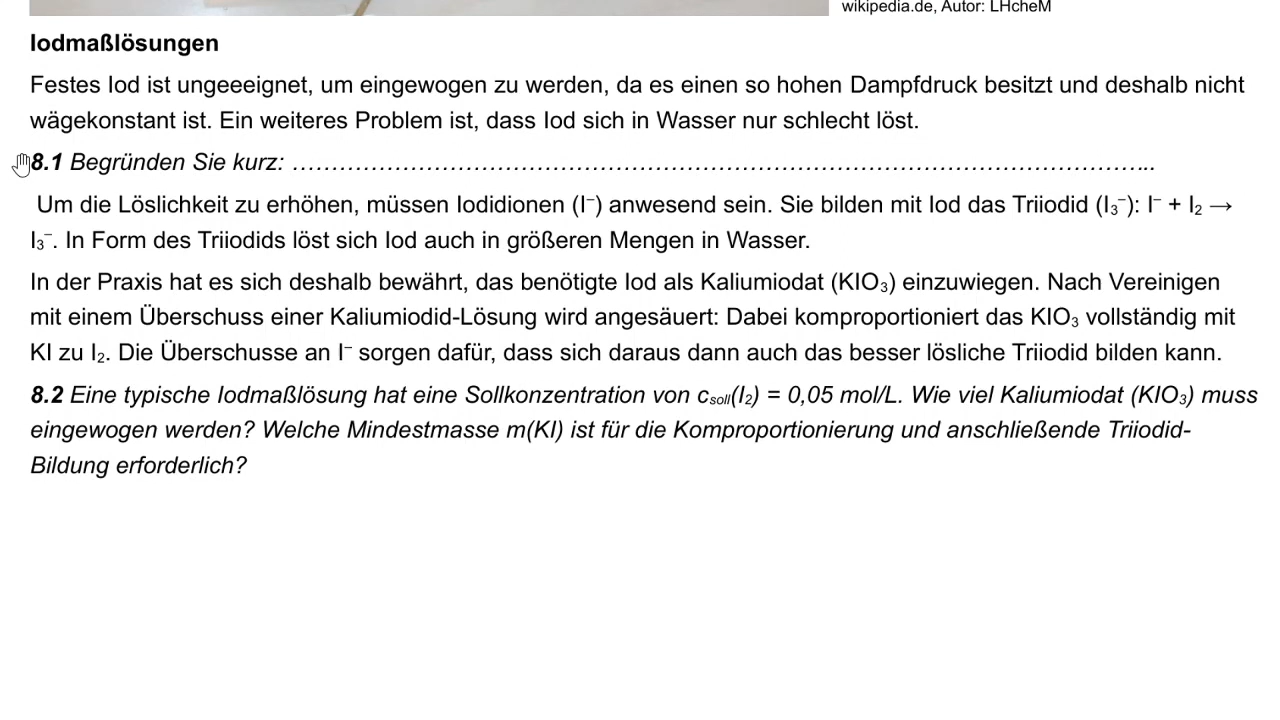 wikipedia.de, Autor: LHcheM
Iodmaßlösungen
Festes Iod ist ungeeeignet, um eingewogen zu werden, da es einen so hohen Dampfdruck besitzt und deshalb nicht
wägekonstant ist. Ein weiteres Problem ist, dass Iod sich in Wasser nur schlecht löst.
8.1 Begründen Sie kurz: …………………………………………………………………………………………………...
Um die Löslichkeit zu erhöhen, müssen Iodidionen (I⁻) anwesend sein. Sie bilden mit Iod das Triiodid (I₃⁻): I⁻ + I₂ →
I₃⁻. In Form des Triiodids löst sich Iod auch in größeren Mengen in Wasser.
In der Praxis hat es sich deshalb bewährt, das benötigte Iod als Kaliumiodat (KIO₃) einzuwiegen. Nach Vereinigen
mit einem Überschuss einer Kaliumiodid-Lösung wird angesäuert: Dabei komproportioniert das KIO₃ vollständig mit
KI zu I₂. Die Überschusse an I⁻ sorgen dafür, dass sich daraus dann auch das besser lösliche Triiodid bilden kann.
8.2 Eine typische Iodmaßlösung hat eine Sollkonzentration von csoll(I₂) = 0,05 mol/L. Wie viel Kaliumiodat (KIO₃) muss
eingewogen werden? Welche Mindestmasse m(KI) ist für die Komproportionierung und anschließende Triiodid-
Bildung erforderlich?